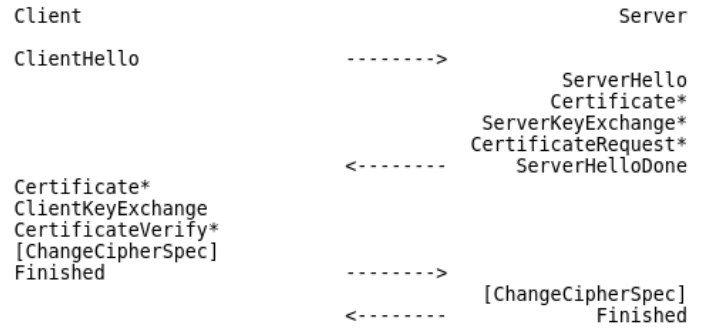 Client Server
ClientHello -------->
ServerHello
Certificate*
ServerKeyExchange*
CertificateRequest*
<-------- ServerHelloDone
Certificate*
ClientKeyExchange
CertificateVerify*
[ChangeCipherSpec]
Finished -------->
[ChangeCipherSpec]
<-------- Finished